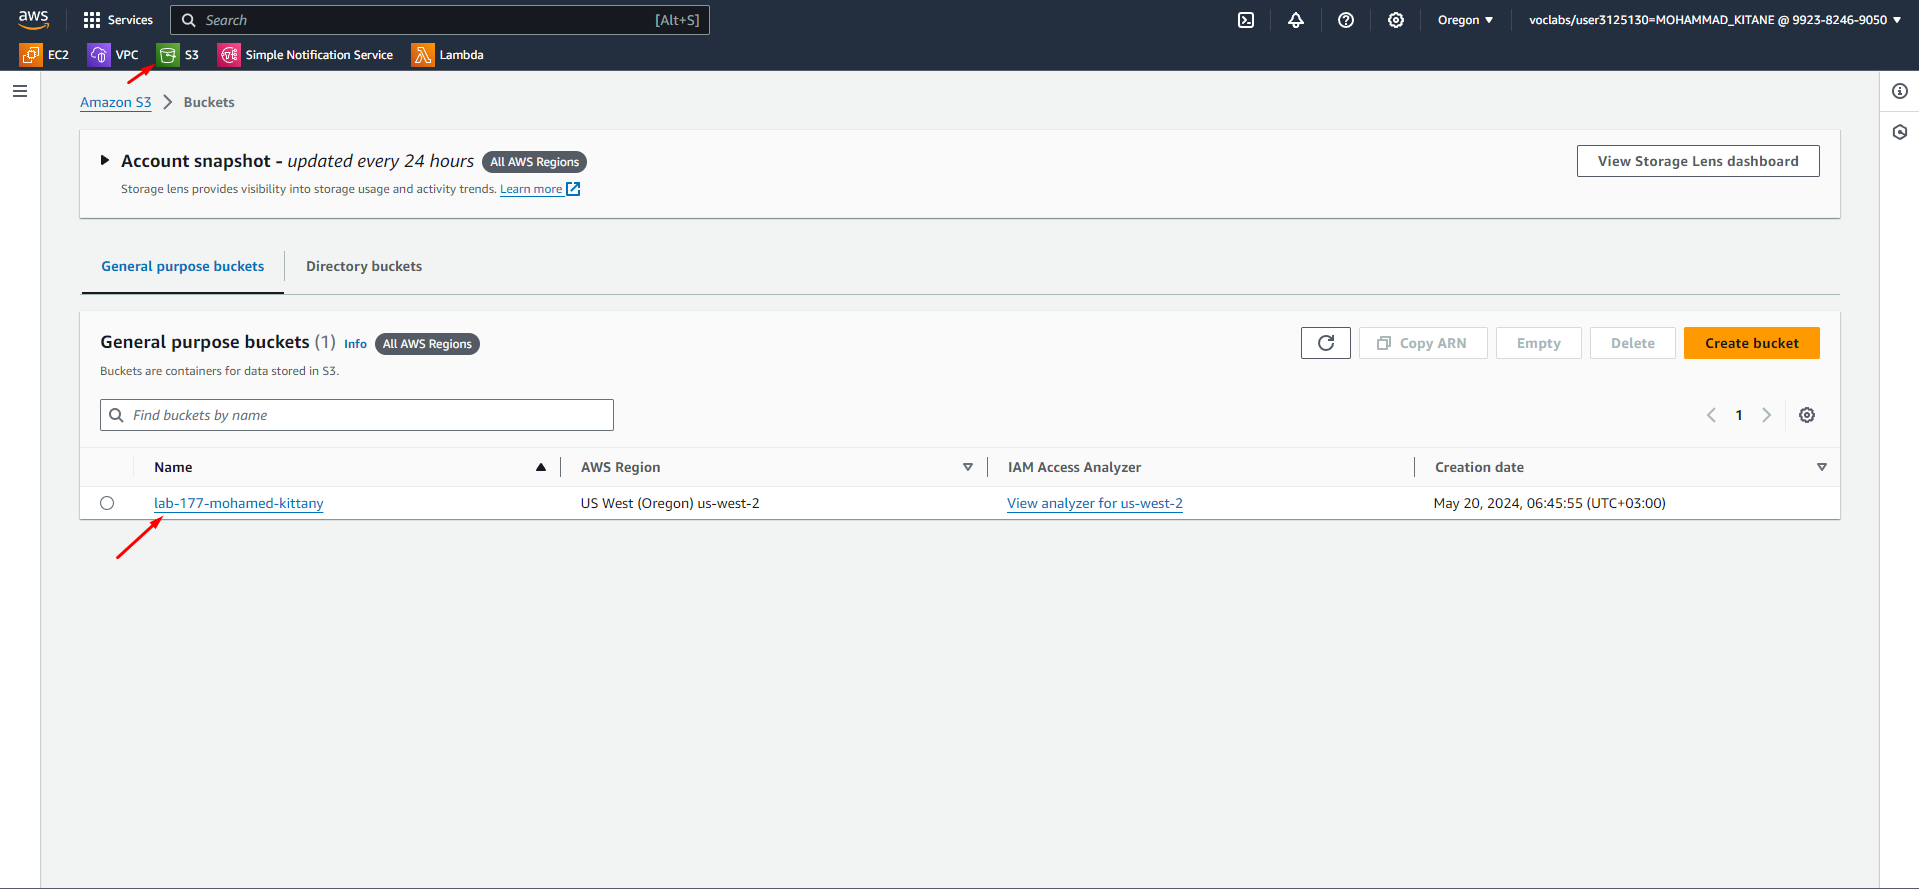 aws Services Search [Alt+S] Oregon voclabs/user3125130=MOHAMMAD_KITANE @ 9923-8246-9050
EC2 VPC S3 Simple Notification Service Lambda
Amazon S3 Buckets
Account snapshot - updated every 24 hours All AWS Regions View Storage Lens dashboard
Storage lens provides visibility into storage usage and activity trends. Learn more
General purpose buckets Directory buckets
General purpose buckets (1) Info All AWS Regions Copy ARN Empty Delete Create bucket
Buckets are containers for data stored in S3.
Find buckets by name 1
Name AWS Region IAM Access Analyzer Creation date
lab-177-mohamed-kittany US West (Oregon) us-west-2 View analyzer for us-west-2 May 20, 2024, 06:45:55 (UTC+03:00)